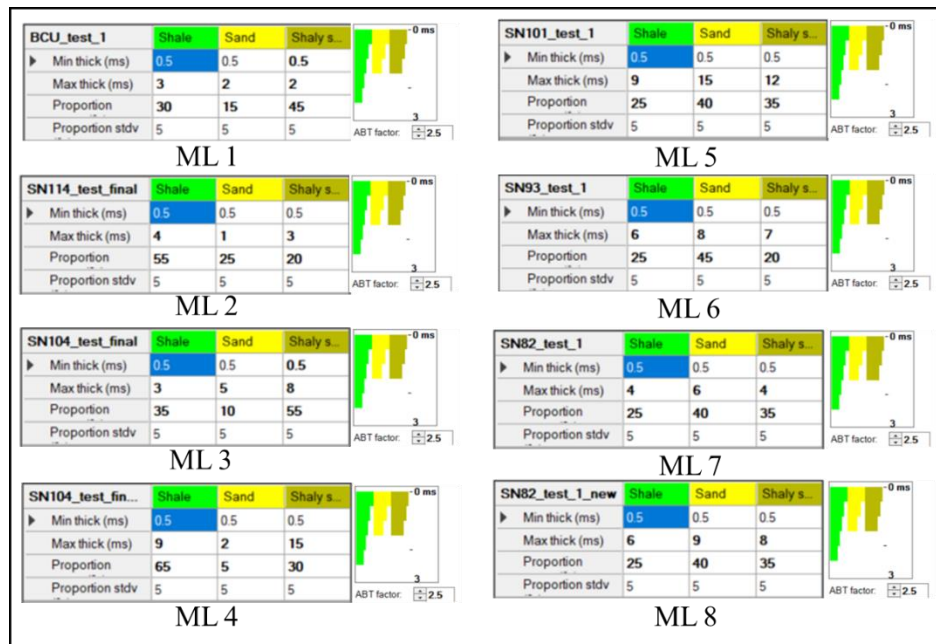 BCU_test_1 Shale Sand Shaly s... 0 ms
Min thick (ms) 0.5 0.5 0.5
Max thick (ms) 3 2 2
Proportion 30 15 45 3
Proportion stdv 5 5 5 ABT factor: 2.5
ML 1
SN114_test_final Shale Sand Shaly s... 0 ms
Min thick (ms) 0.5 0.5 0.5
Max thick (ms) 4 1 3
Proportion 55 25 20 3
Proportion stdv 5 5 5 ABT factor: 2.5
ML 2
SN104_test_final Shale Sand Shaly s... 0 ms
Min thick (ms) 0.5 0.5 0.5
Max thick (ms) 3 5 8
Proportion 35 10 55 3
Proportion stdv 5 5 5 ABT factor: 2.5
ML 3
SN104_test_fin... Shale Sand Shaly s... 0 ms
Min thick (ms) 0.5 0.5 0.5
Max thick (ms) 9 2 15
Proportion 65 5 30 3
Proportion stdv 5 5 5 ABT factor: 2.5
ML 4
SN101_test_1 Shale Sand Shaly s... 0 ms
Min thick (ms) 0.5 0.5 0.5
Max thick (ms) 9 15 12
Proportion 25 40 35 3
Proportion stdv 5 5 5 ABT factor: 2.5
ML 5
SN93_test_1 Shale Sand Shaly s... 0 ms
Min thick (ms) 0.5 0.5 0.5
Max thick (ms) 6 8 7
Proportion 25 45 20 3
Proportion stdv 5 5 5 ABT factor: 2.5
ML 6
SN82_test_1 Shale Sand Shaly s... 0 ms
Min thick (ms) 0.5 0.5 0.5
Max thick (ms) 4 6 4
Proportion 25 40 35 3
Proportion stdv 5 5 5 ABT factor: 2.5
ML 7
SN82_test_1_new Shale Sand Shaly s... 0 ms
Min thick (ms) 0.5 0.5 0.5
Max thick (ms) 6 9 8
Proportion 25 40 35 3
Proportion stdv 5 5 5 ABT factor: 2.5
ML 8